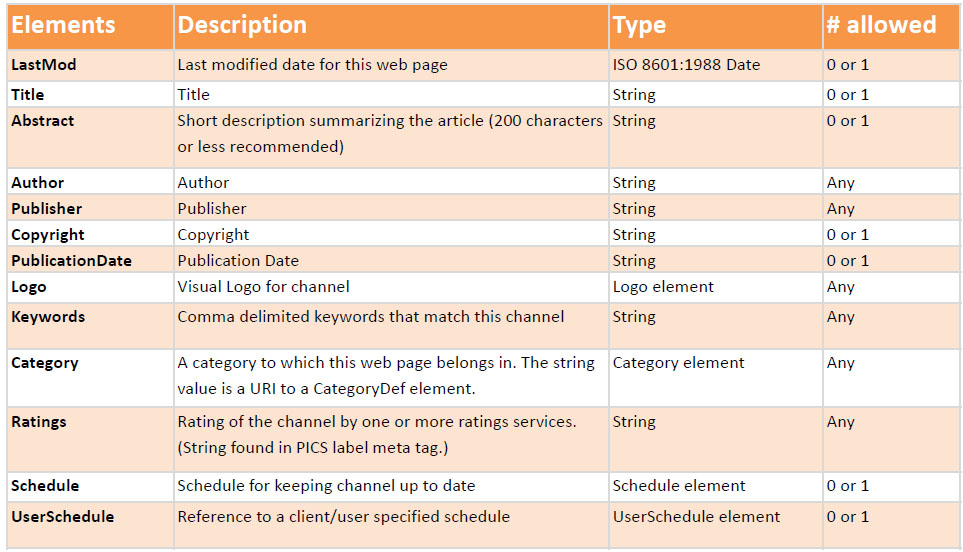 Elements Description Type # allowed
LastMod Last modified date for this web page ISO 8601:1988 Date 0 or 1
Title Title String 0 or 1
Abstract Short description summarizing the article (200 characters String 0 or 1
or less recommended)
Author Author String Any
Publisher Publisher String Any
Copyright Copyright String 0 or 1
PublicationDate Publication Date String 0 or 1
Logo Visual Logo for channel Logo element Any
Keywords Comma delimited keywords that match this channel String Any
Category A category to which this web page belongs in. The string Category element Any
value is a URI to a CategoryDef element.
Ratings Rating of the channel by one or more ratings services. String Any
(String found in PICS label meta tag.)
Schedule Schedule for keeping channel up to date Schedule element 0 or 1
UserSchedule Reference to a client/user specified schedule UserSchedule element 0 or 1